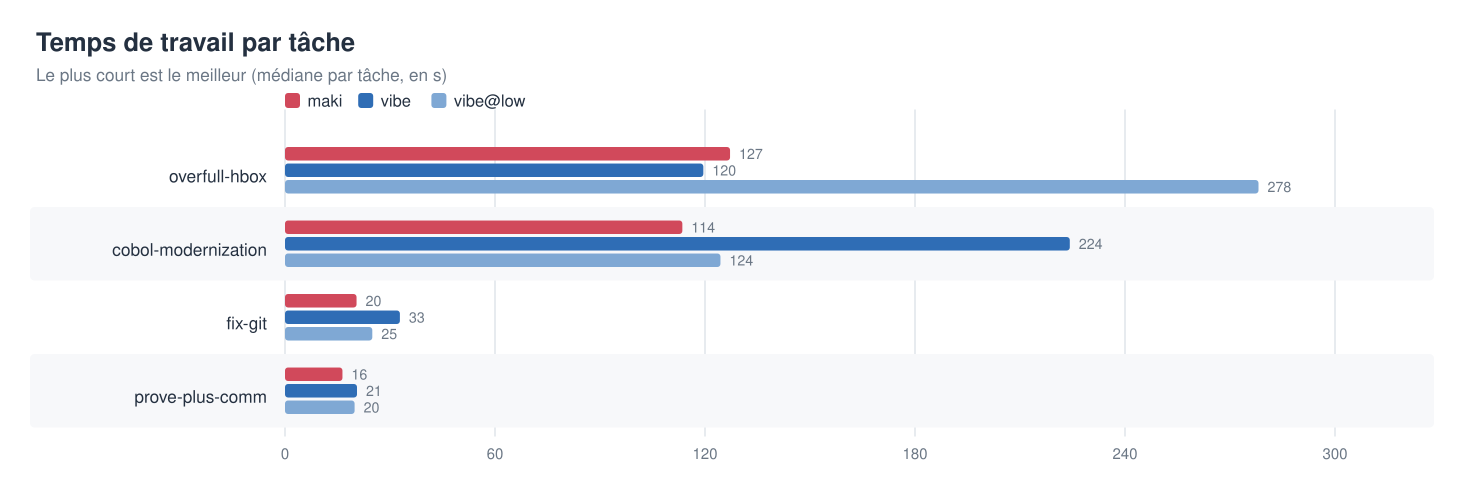 Temps de travail par tâche
Le plus court est le meilleur (médiane par tâche, en s)
maki vibe vibe@low
overfull-hbox
127
120
278
cobol-modernization
114
224
124
fix-git
20
33
25
prove-plus-comm
16
21
20
0 60 120 180 240 300